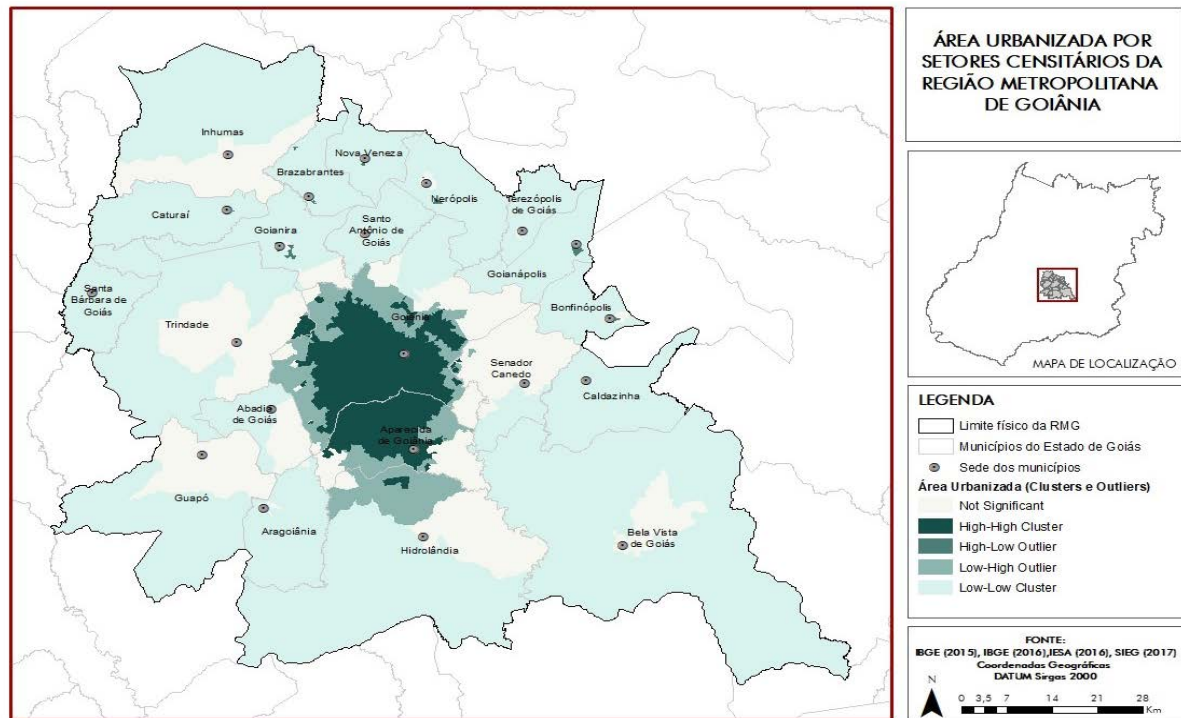 ÁREA URBANIZADA POR
SETORES CENSITÁRIOS DA
REGIÃO METROPOLITANA
DE GOIÂNIA
Inhumas
Nova Veneza
Brazabrantes
Nerópolis
Terezópolis
de Goiás
Caturaí
Santo
Antônio de
Goiás
Goianira
Goianápolis
Santa
Bárbara de
Goiás
Bonfinópolis
Goiânia
Trindade
Senador
Canedo
Caldazinha
Abadia
de Goiás
Aparecida
de Goiânia
Guapó
Aragoiânia
Hidrolândia
Bela Vista
de Goiás
MAPA DE LOCALIZAÇÃO
LEGENDA
Limite físico da RMG
Municípios do Estado de Goiás
Sede dos municípios
Área Urbanizada (Clusters e Outliers)
Not Significant
High-High Cluster
High-Low Outlier
Low-High Outlier
Low-Low Cluster
FONTE:
IBGE (2015), IBGE (2016),IESA (2016), SIEG (2017)
Coordenadas Geográficas
DATUM Sirgas 2000
N
0 3,5 7 14 21 28
Km